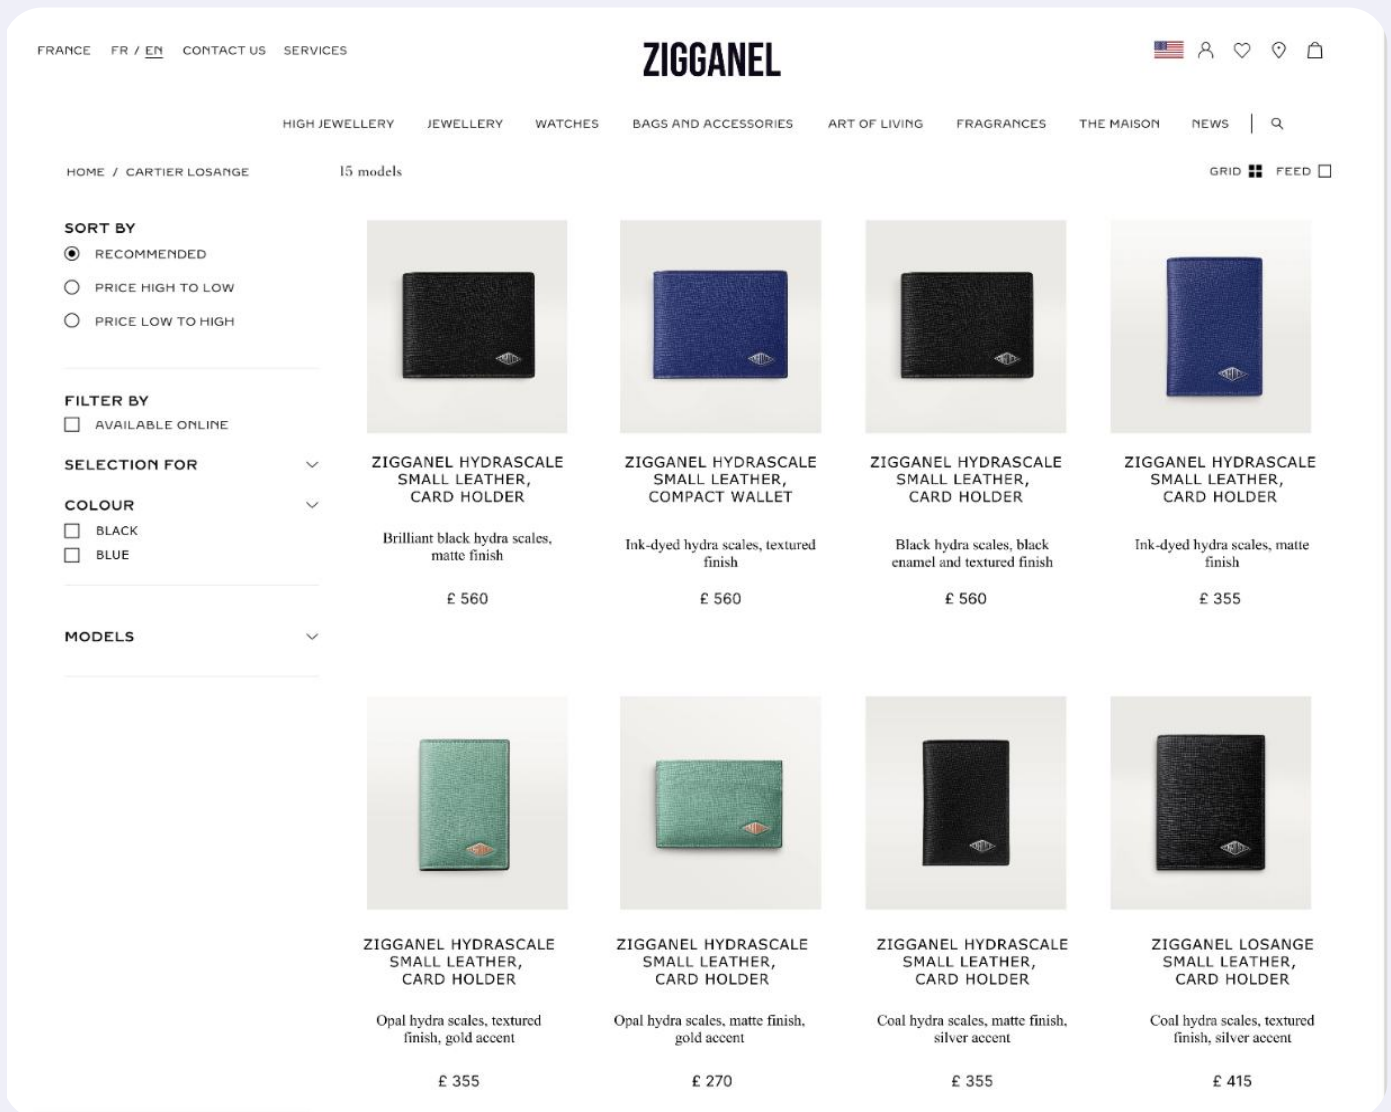 FRANCE FR / EN CONTACT US SERVICES
ZIGGANEL
HIGH JEWELLERY JEWELLERY WATCHES BAGS AND ACCESSORIES ART OF LIVING FRAGRANCES THE MAISON NEWS
HOME / CARTIER LOSANGE
15 models
GRID FEED
SORT BY
RECOMMENDED
PRICE HIGH TO LOW
PRICE LOW TO HIGH
FILTER BY
AVAILABLE ONLINE
SELECTION FOR
COLOUR
BLACK
BLUE
MODELS
ZIGGANEL HYDRASCALE
SMALL LEATHER,
CARD HOLDER
Brilliant black hydra scales,
matte finish
£ 560
ZIGGANEL HYDRASCALE
SMALL LEATHER,
COMPACT WALLET
Ink-dyed hydra scales, textured
finish
£ 560
ZIGGANEL HYDRASCALE
SMALL LEATHER,
CARD HOLDER
Black hydra scales, black
enamel and textured finish
£ 560
ZIGGANEL HYDRASCALE
SMALL LEATHER,
CARD HOLDER
Ink-dyed hydra scales, matte
finish
£ 355
ZIGGANEL HYDRASCALE
SMALL LEATHER,
CARD HOLDER
Opal hydra scales, textured
finish, gold accent
£ 355
ZIGGANEL HYDRASCALE
SMALL LEATHER,
CARD HOLDER
Opal hydra scales, matte finish,
gold accent
£ 270
ZIGGANEL HYDRASCALE
SMALL LEATHER,
CARD HOLDER
Coal hydra scales, matte finish,
silver accent
£ 355
ZIGGANEL LOSANGE
SMALL LEATHER,
CARD HOLDER
Coal hydra scales, textured
finish, silver accent
£ 415